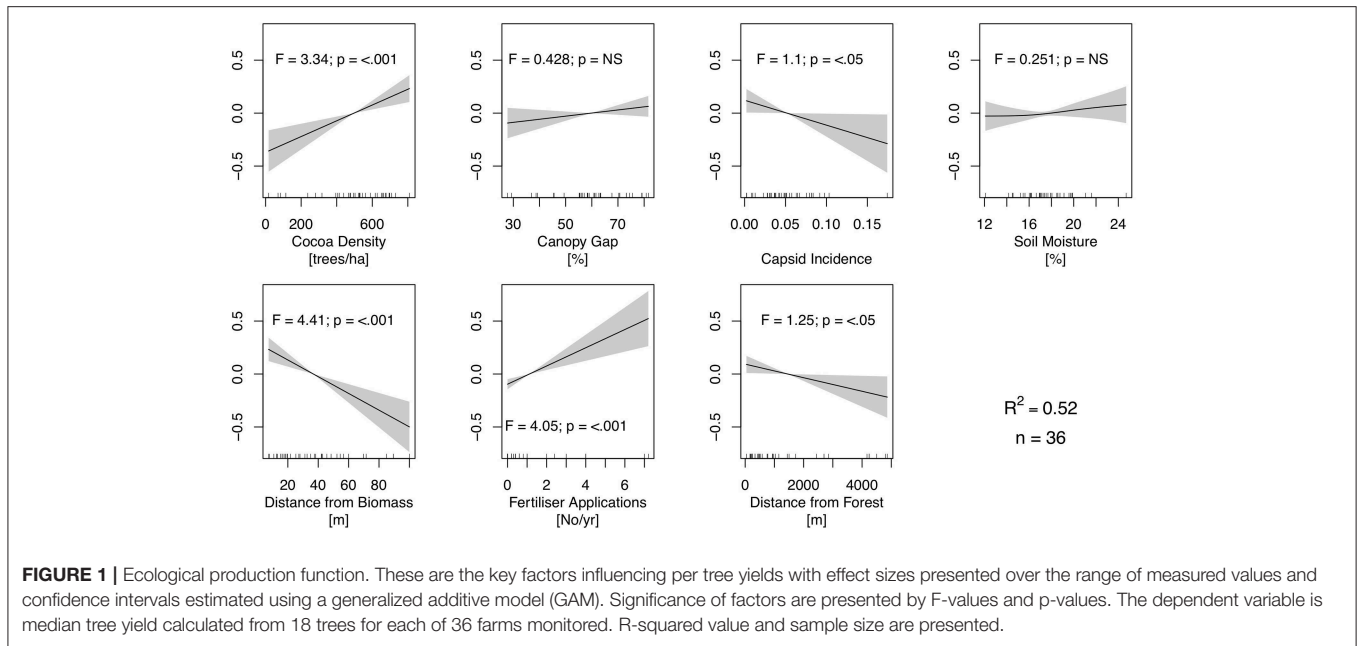 F = 3.34; p = <.001
F = 0.428; p = NS
F = 1.1; p = <.05
F = 0.251; p = NS
0.5
0.0
−0.5
0.5
0.0
−0.5
0.5
0.0
−0.5
0.5
0.0
−0.5
0 200 600
30 50 70
0.00 0.05 0.10 0.15
12 16 20 24
Cocoa Density
[trees/ha]
Canopy Gap
[%]
Capsid Incidence
Soil Moisture
[%]
F = 4.41; p = <.001
F = 4.05; p = <.001
F = 1.25; p = <.05
0.5
0.0
−0.5
0.5
0.0
−0.5
0.5
0.0
−0.5
20 40 60 80
0 2 4 6
0 2000 4000
Distance from Biomass
[m]
Fertiliser Applications
[No/yr]
Distance from Forest
[m]
R² = 0.52
n = 36
FIGURE 1 | Ecological production function. These are the key factors influencing per tree yields with effect sizes presented over the range of measured values and
confidence intervals estimated using a generalized additive model (GAM). Significance of factors are presented by F-values and p-values. The dependent variable is
median tree yield calculated from 18 trees for each of 36 farms monitored. R-squared value and sample size are presented.